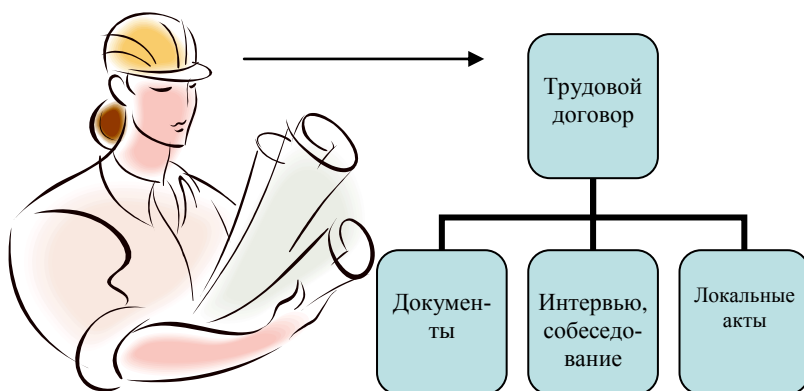 Трудовой
договор
Докумен-
ты
Интервью,
собеседо-
вание
Локальные
акты